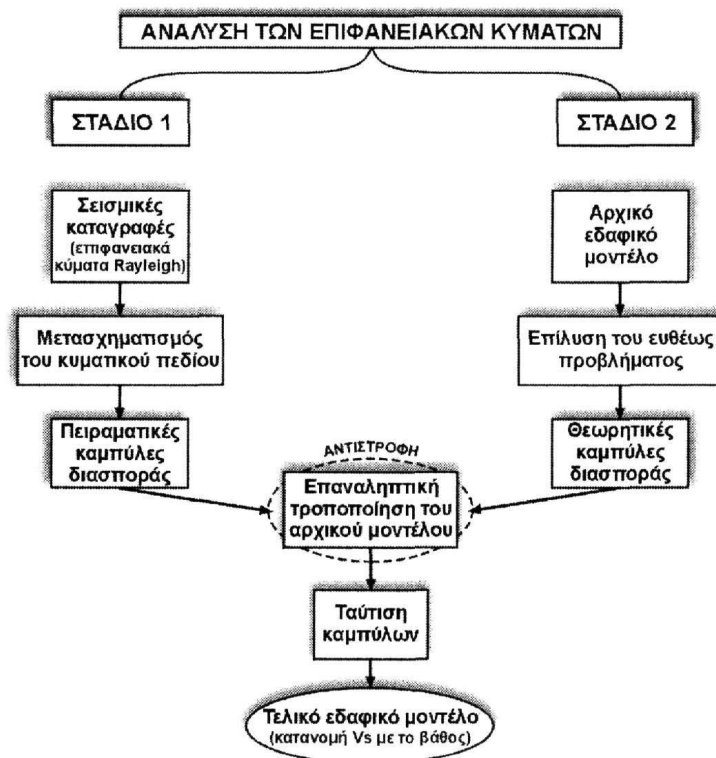 ΑΝΑΛΥΣΗ ΤΩΝ ΕΠΙΦΑΝΕΙΑΚΩΝ ΚΥΜΑΤΩΝ
ΣΤΑΔΙΟ 1
ΣΤΑΔΙΟ 2
Σεισμικές
καταγραφές
(επιφανειακά
κύματα Rayleigh)
Αρχικό
εδαφικό
μοντέλο
Μετασχηματισμός
του κυματικού πεδίου
Επίλυση του ευθέως
προβλήματος
Πειραματικές
καμπύλες
διασποράς
Θεωρητικές
καμπύλες
διασποράς
ΑΝΤΙΣΤΡΟΦΗ
Επαναληπτική
τροποποίηση του
αρχικού μοντέλου
Ταύτιση
καμπύλων
Τελικό εδαφικό μοντέλο
(κατανομή Vs με το βάθος)